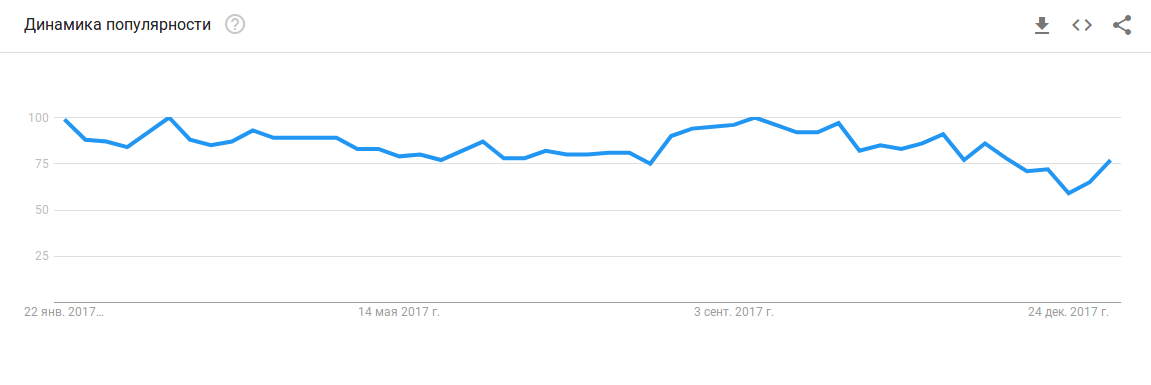 Динамика популярности ?
100
75
50
25
22 янв. 2017… 14 мая 2017 г. 3 сент. 2017 г. 24 дек. 2017 г.